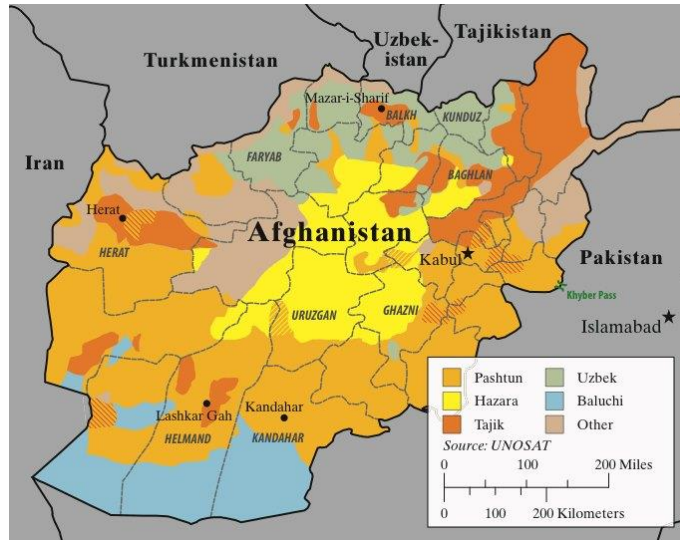 Uzbek-
istan
Tajikistan
Turkmenistan
Mazar-i-Sharif
BALKH
KUNDUZ
Iran
FARYAB
BAGHLAN
Herat
Afghanistan
HERAT
Kabul
Pakistan
Khyber Pass
URUZGAN
GHAZNI
Islamabad
Lashkar Gah
Kandahar
HELMAND
KANDAHAR
Pashtun
Uzbek
Hazara
Baluchi
Tajik
Other
Source: UNOSAT
0 100 200 Miles
0 100 200 Kilometers